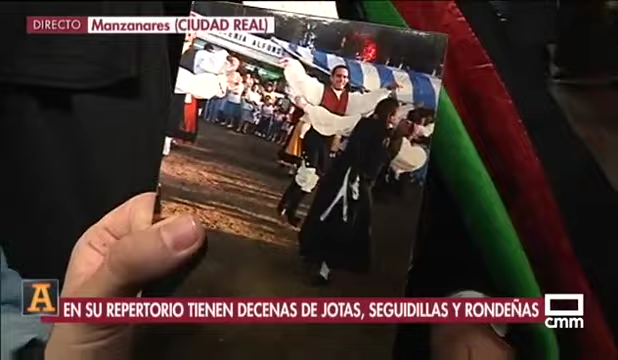 DIRECTO Manzanares (CIUDAD REAL)
A
EN SU REPERTORIO TIENEN DECENAS DE JOTAS, SEGUIDILLAS Y RONDEÑAS
cmm